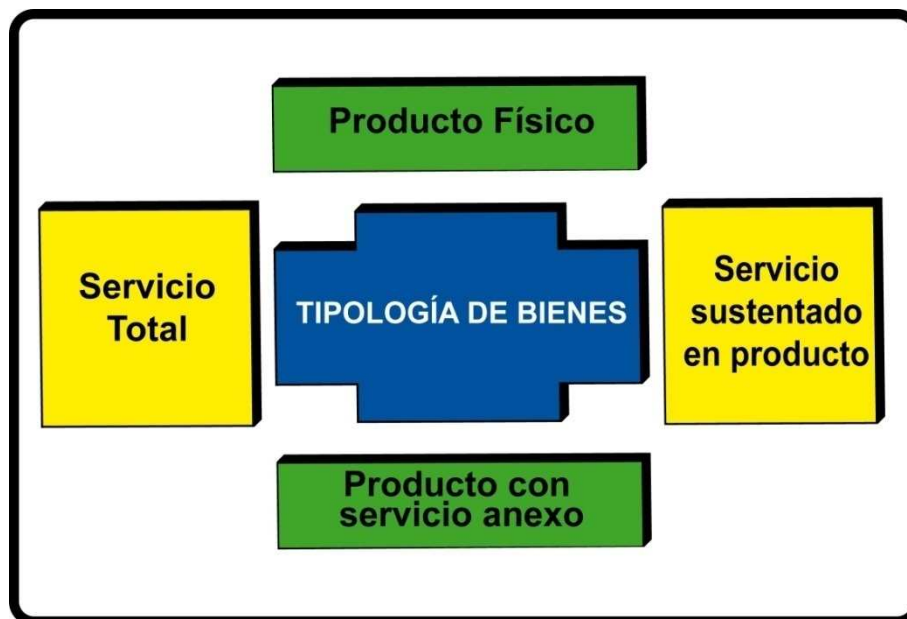 Producto Físico
Servicio
Total
TIPOLOGÍA DE BIENES
Servicio
sustentado
en producto
Producto con
servicio anexo